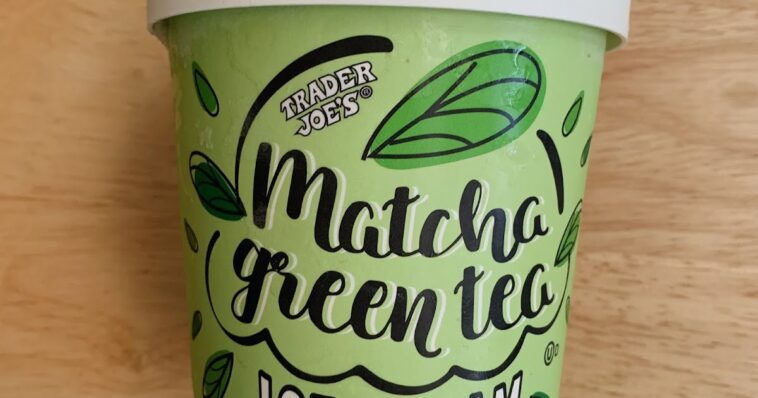 TRADER
JOE'S®
Matcha
green tea